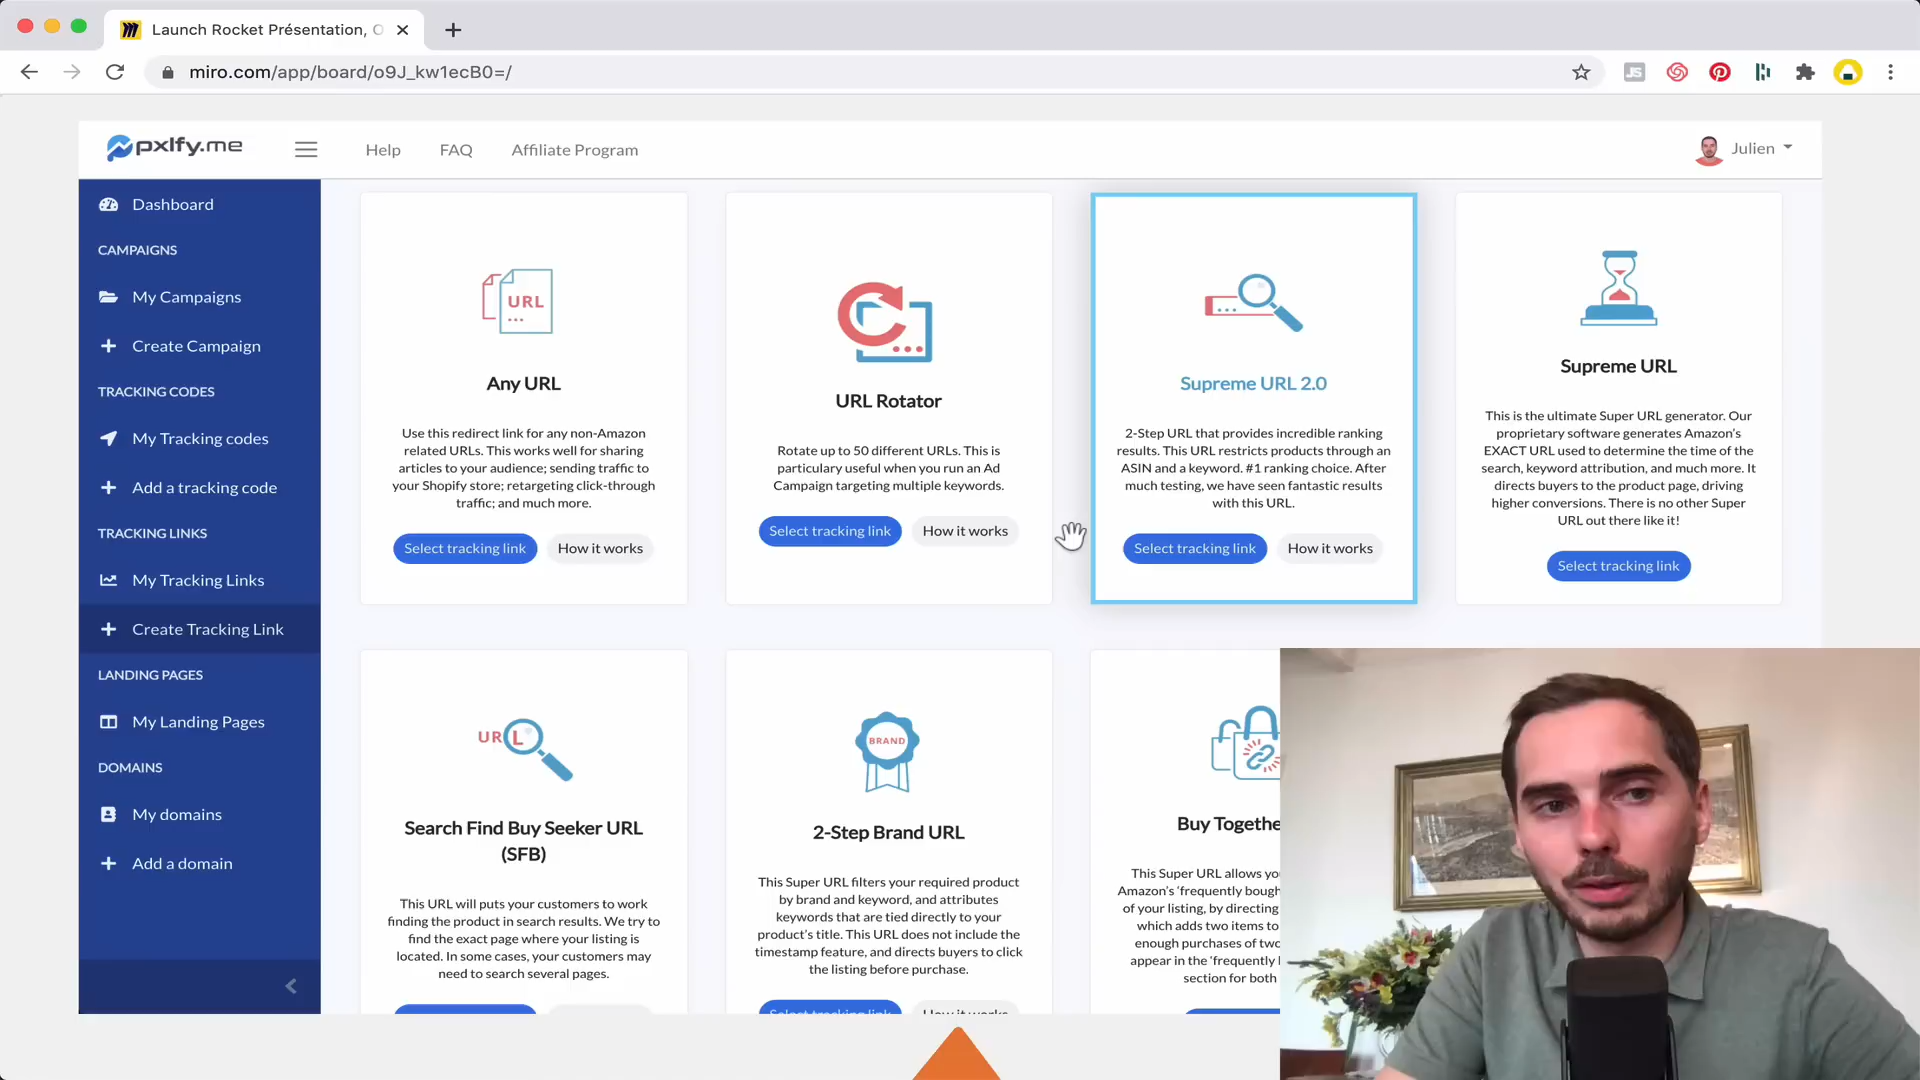 Launch Rocket Présentation, O
miro.com/app/board/o9J_kw1ecB0=/
JS
pxlfy.me
Help
FAQ
Affiliate Program
Julien
Dashboard
CAMPAIGNS
My Campaigns
Create Campaign
TRACKING CODES
My Tracking codes
Add a tracking code
TRACKING LINKS
My Tracking Links
Create Tracking Link
LANDING PAGES
My Landing Pages
DOMAINS
My domains
Add a domain
URL
Any URL
Use this redirect link for any non-Amazon
related URLs. This works well for sharing
articles to your audience; sending traffic to
your Shopify store; retargeting click-through
traffic; and much more.
Select tracking link
How it works
URL Rotator
Rotate up to 50 different URLs. This is
particulary useful when you run an Ad
Campaign targeting multiple keywords.
Select tracking link
How it works
Supreme URL 2.0
2-Step URL that provides incredible ranking
results. This URL restricts products through an
ASIN and a keyword. #1 ranking choice. After
much testing, we have seen fantastic results
with this URL.
Select tracking link
How it works
Supreme URL
This is the ultimate Super URL generator. Our
proprietary software generates Amazon's
EXACT URL used to determine the time of the
search, keyword attribution, and much more. It
directs buyers to the product page, driving
higher conversions. There is no other Super
URL out there like it!
Select tracking link
URL
Search Find Buy Seeker URL
(SFB)
This URL will puts your customers to work
finding the product in search results. We try to
find the exact page where your listing is
located. In some cases, your customers may
need to search several pages.
BRAND
2-Step Brand URL
This Super URL filters your required product
by brand and keyword, and attributes
keywords that are tied directly to your
product's title. This URL does not include the
timestamp feature, and directs buyers to click
the listing before purchase.
Select tracking link
How it works
Buy Togethe
This Super URL allows yo
Amazon's 'frequently bough
of your listing, by directing
which adds two items to
enough purchases of two
appear in the 'frequently
section for both